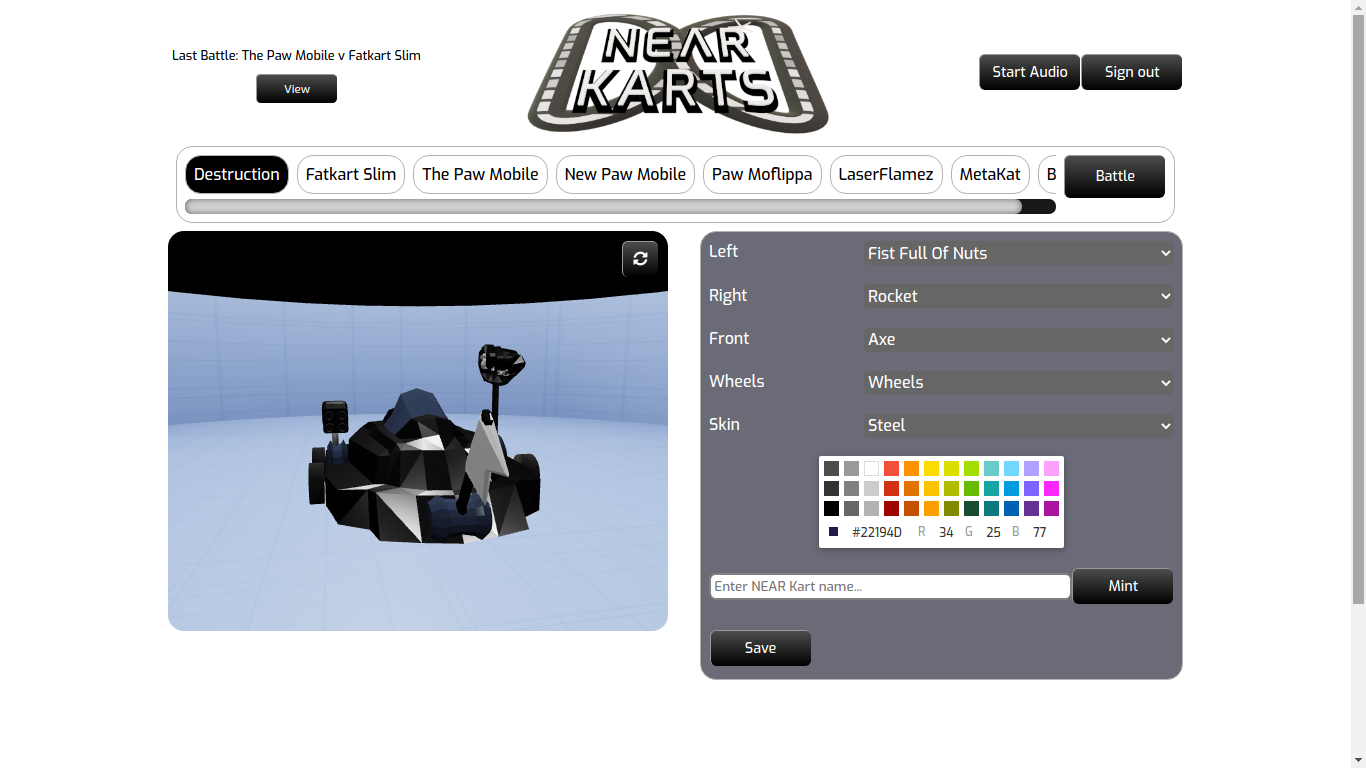 Last Battle: The Paw Mobile v Fatkart Slim
View
NEAR
KARTS
Start Audio
Sign out
Destruction
Fatkart Slim
The Paw Mobile
New Paw Mobile
Paw Moflippa
LaserFlamez
MetaKat
B
Battle
Left
Fist Full Of Nuts
Right
Rocket
Front
Axe
Wheels
Wheels
Skin
Steel
#22194D R 34 G 25 B 77
Enter NEAR Kart name...
Mint
Save